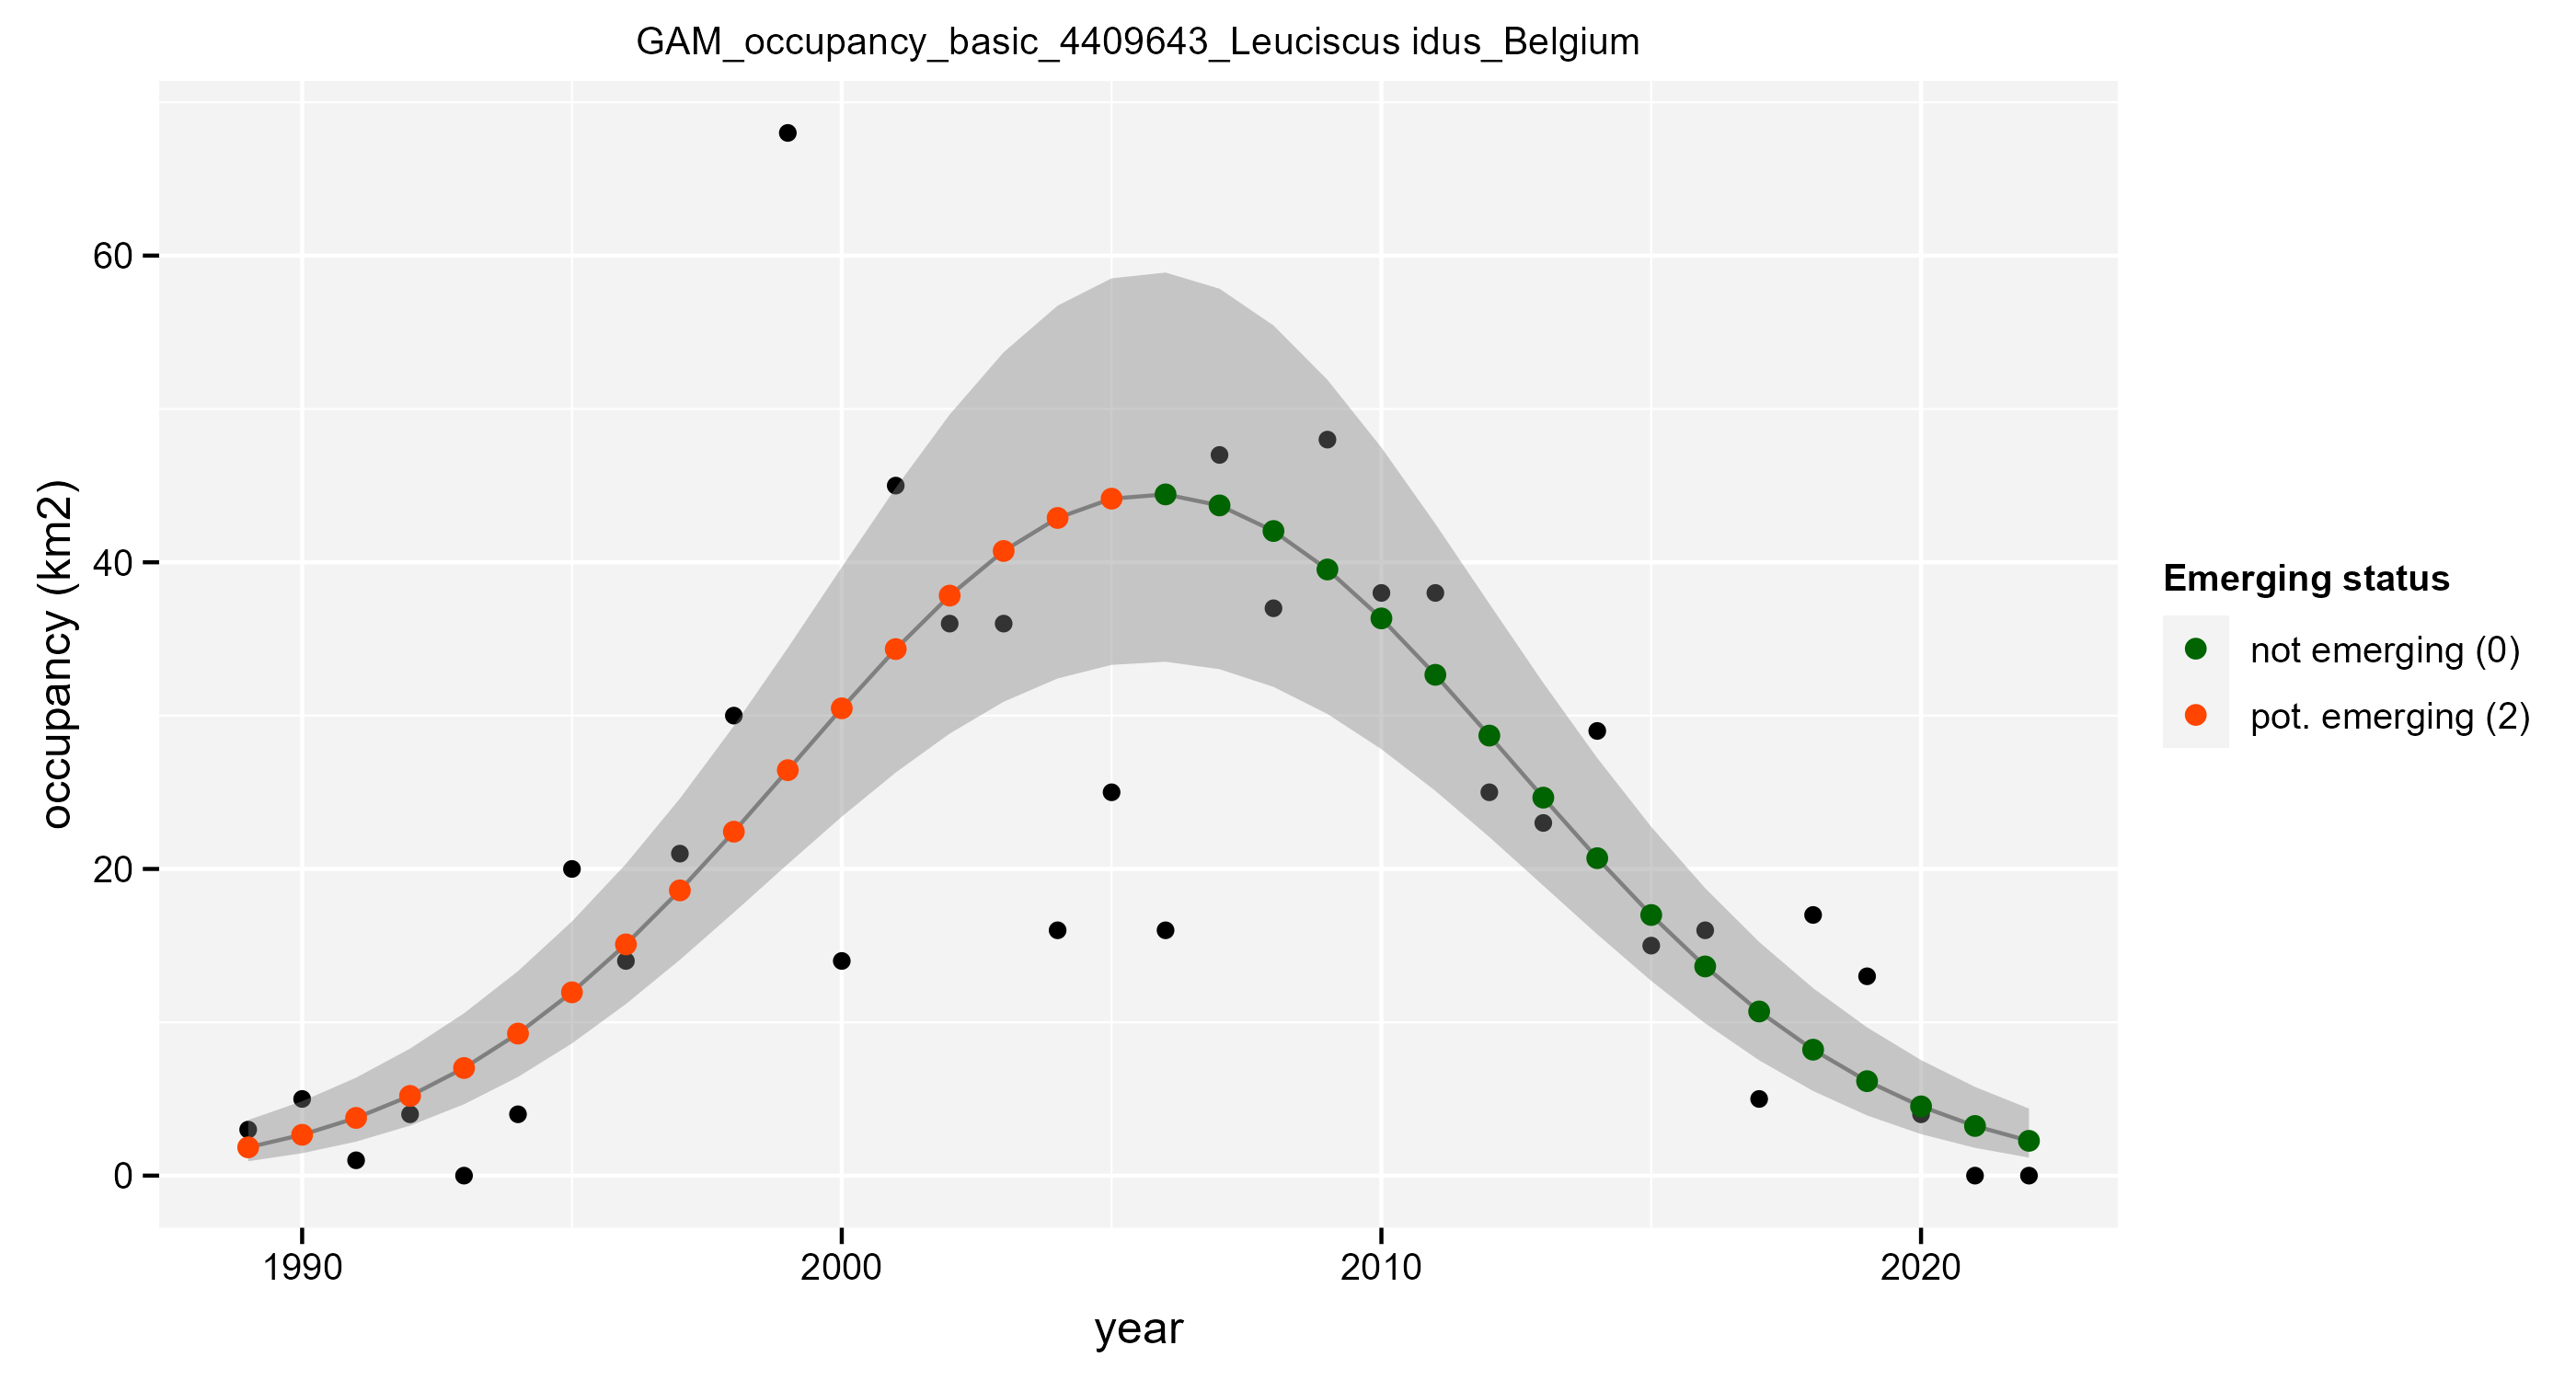 GAM_occupancy_basic_4409643_Leuciscus idus_Belgium
occupancy (km2)
60
40
20
0
1990 2000 2010 2020
year
Emerging status
not emerging (0)
pot. emerging (2)